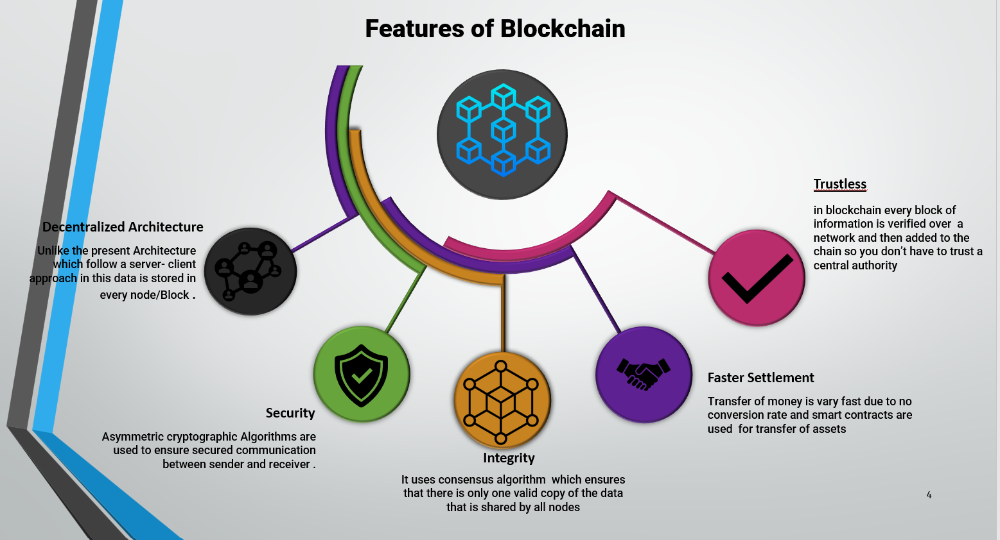 Features of Blockchain
Decentralized Architecture
Unlike the present Architecture
which follow a server- client
approach in this data is stored in
every node/Block .
Security
Asymmetric cryptographic Algorithms are
used to ensure secured communication
between sender and receiver .
Integrity
It uses consensus algorithm  which ensures
that there is only one valid copy of the data
that is shared by all nodes
Faster Settlement
Transfer of money is vary fast due to no
conversion rate and smart contracts are
used  for transfer of assets
Trustless
in blockchain every block of
information is verified over  a
network and then added to the
chain so you don’t have to trust a
central authority
4